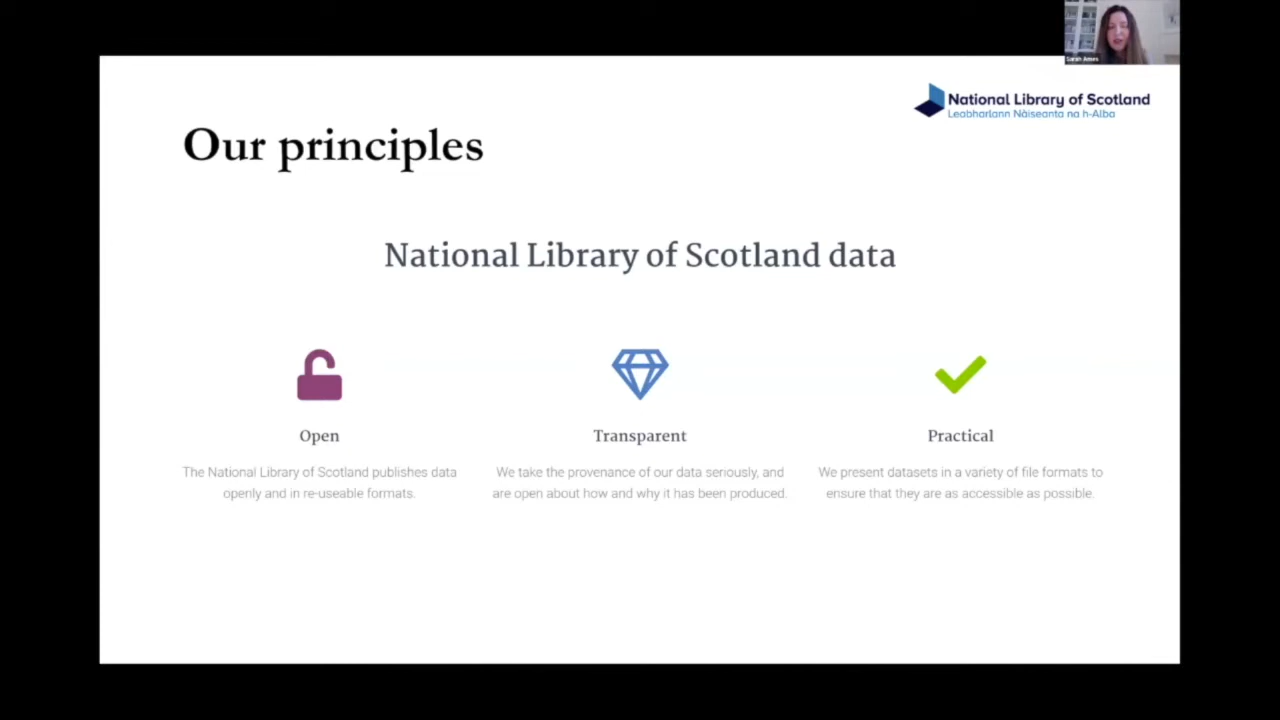 Sarah Ames
National Library of Scotland
Leabharlann Nàiseanta na h-Alba
Our principles
National Library of Scotland data
Open
The National Library of Scotland publishes data
openly and in re-useable formats.
Transparent
We take the provenance of our data seriously, and
are open about how and why it has been produced.
Practical
We present datasets in a variety of file formats to
ensure that they are as accessible as possible.